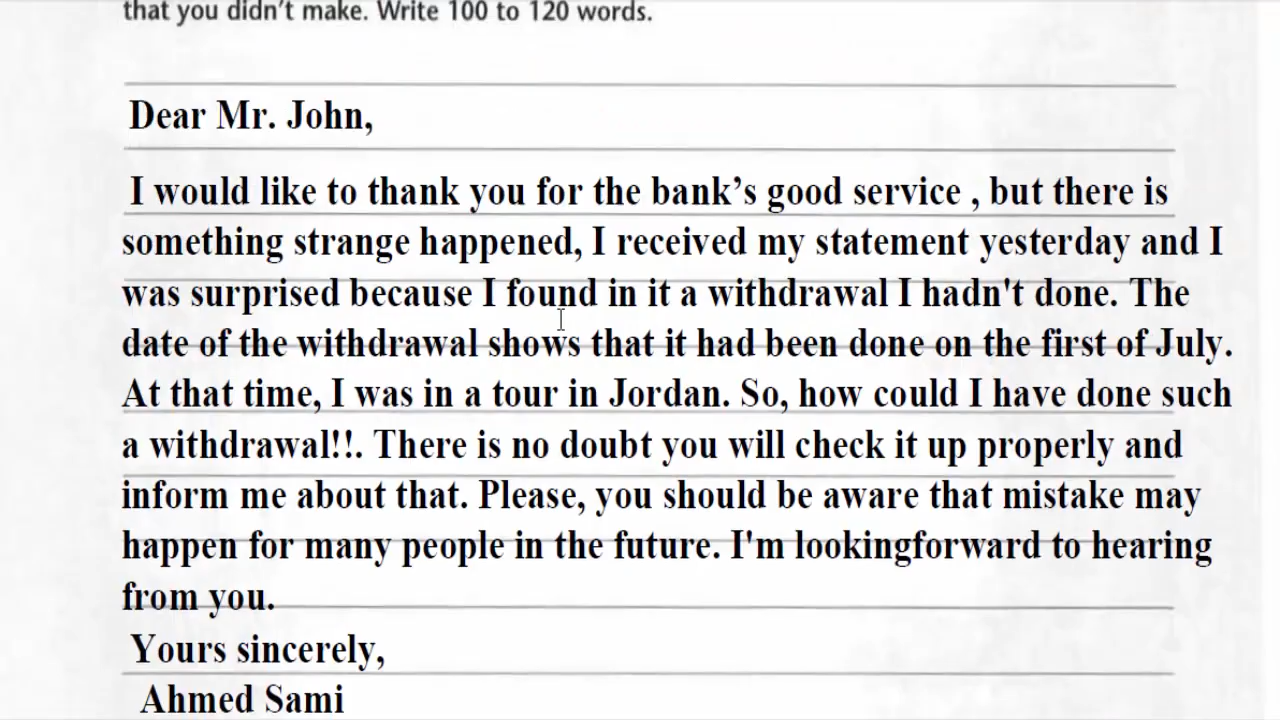 that you didn't make. Write 100 to 120 words.
Dear Mr. John,
I would like to thank you for the bank’s good service , but there is
something strange happened, I received my statement yesterday and I
was surprised because I found in it a withdrawal I hadn't done. The
date of the withdrawal shows that it had been done on the first of July.
At that time, I was in a tour in Jordan. So, how could I have done such
a withdrawal!!. There is no doubt you will check it up properly and
inform me about that. Please, you should be aware that mistake may
happen for many people in the future. I'm lookingforward to hearing
from you.
Yours sincerely,
Ahmed Sami